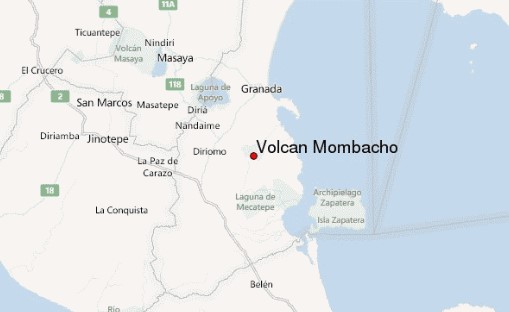 11A
Ticuantepe
4
Nindiri
Volcán
Masaya
Masaya
El Crucero
118
Laguna de
Apoyo
Granada
2
San Marcos
Masatepe
Diriá
Nandaime
Diriamba
Jinotepe
Diriomo
Volcan Mombacho
La Paz de
Carazo
18
Laguna de
Mecatepe
Archipiélago
Zapatera
Isla Zapatera
La Conquista
Belén
Río